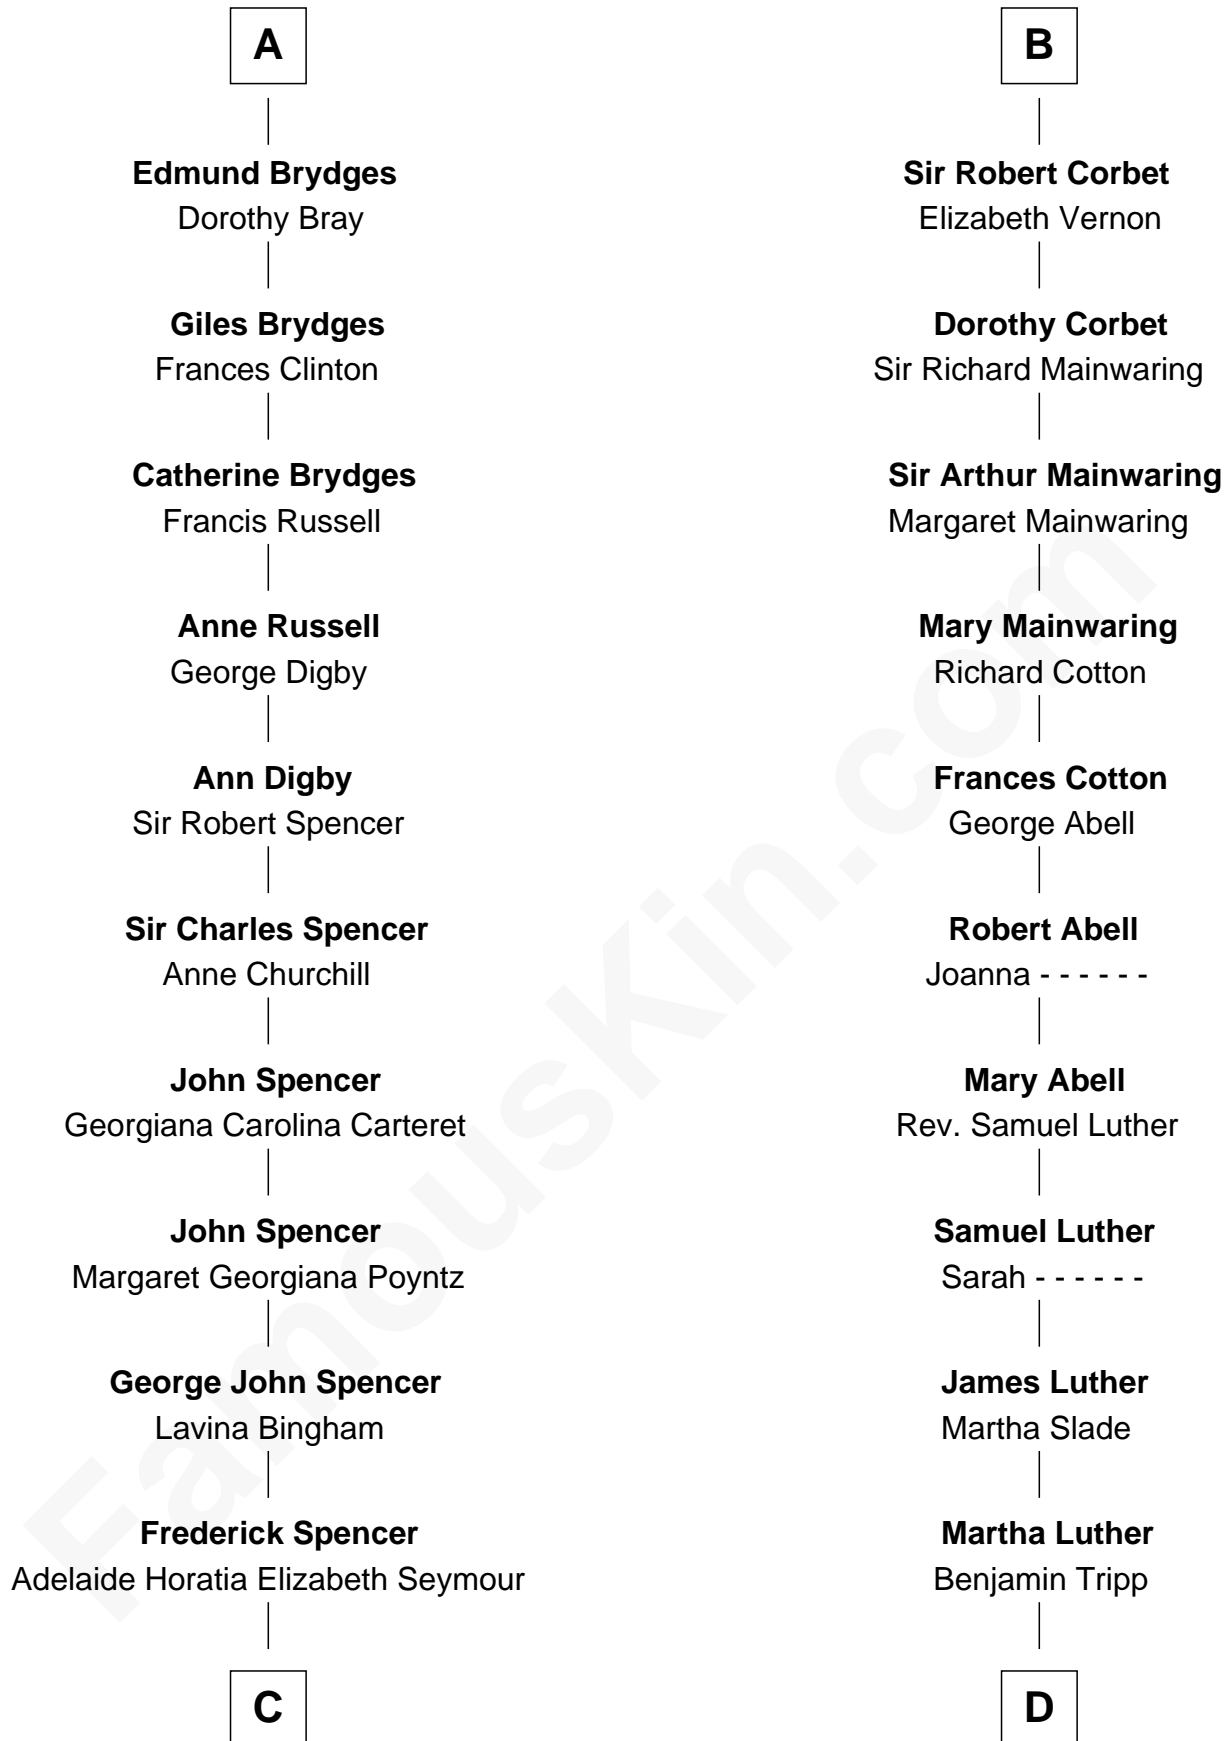 A
Edmund Brydges
Dorothy Bray
Giles Brydges
Frances Clinton
Catherine Brydges
Francis Russell
Anne Russell
George Digby
Ann Digby
Sir Robert Spencer
Sir Charles Spencer
Anne Churchill
John Spencer
Georgiana Carolina Carteret
John Spencer
Margaret Georgiana Poyntz
George John Spencer
Lavina Bingham
Frederick Spencer
Adelaide Horatia Elizabeth Seymour
C
B
Sir Robert Corbet
Elizabeth Vernon
Dorothy Corbet
Sir Richard Mainwaring
Sir Arthur Mainwaring
Margaret Mainwaring
Mary Mainwaring
Richard Cotton
Frances Cotton
George Abell
Robert Abell
Joanna - - - - - -
Mary Abell
Rev. Samuel Luther
Samuel Luther
Sarah - - - - - -
James Luther
Martha Slade
Martha Luther
Benjamin Tripp
D
FamousKin.com